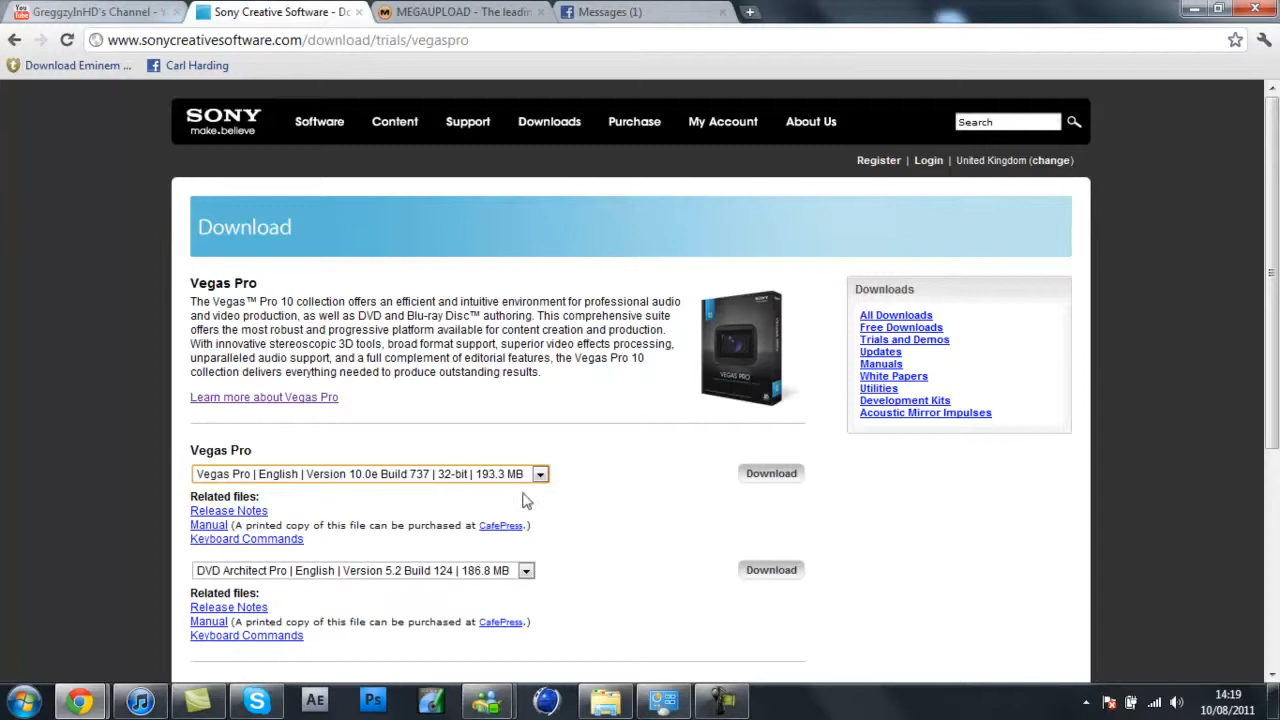 GreggzyInHD's Channel - Y
Sony Creative Software - Do
MEGAUPLOAD - The leadin
Messages (1)
www.sonycreativesoftware.com/download/trials/vegaspro
Download Eminem ...
Carl Harding
SONY
make.believe
Software
Content
Support
Downloads
Purchase
My Account
About Us
Search
Register | Login | United Kingdom (change)
Download
Vegas Pro
The Vegas™ Pro 10 collection offers an efficient and intuitive environment for professional audio
and video production, as well as DVD and Blu-ray Disc™ authoring. This comprehensive suite
offers the most robust and progressive platform available for content creation and production.
With innovative stereoscopic 3D tools, broad format support, superior video effects processing,
unparalleled audio support, and a full complement of editorial features, the Vegas Pro 10
collection delivers everything needed to produce outstanding results.
Learn more about Vegas Pro
SONY
VEGAS PRO
Downloads
All Downloads
Free Downloads
Trials and Demos
Updates
Manuals
White Papers
Utilities
Development Kits
Acoustic Mirror Impulses
Vegas Pro
Vegas Pro | English | Version 10.0e Build 737 | 32-bit | 193.3 MB
Download
Related files:
Release Notes
Manual (A printed copy of this file can be purchased at CafePress.)
Keyboard Commands
DVD Architect Pro | English | Version 5.2 Build 124 | 186.8 MB
Download
Related files:
Release Notes
Manual (A printed copy of this file can be purchased at CafePress.)
Keyboard Commands
Ae
Ps
14:19
10/08/2011